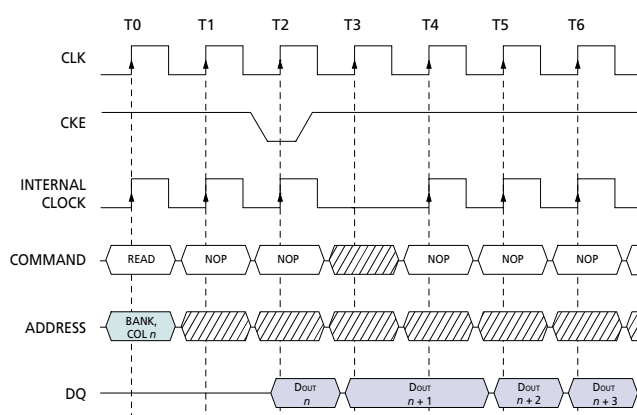 T0 T1 T2 T3 T4 T5 T6
CLK
CKE
INTERNAL
CLOCK
COMMAND READ NOP NOP NOP NOP NOP
ADDRESS BANK,
COL n
DQ DOUT DOUT DOUT DOUT
n n + 1 n + 2 n + 3